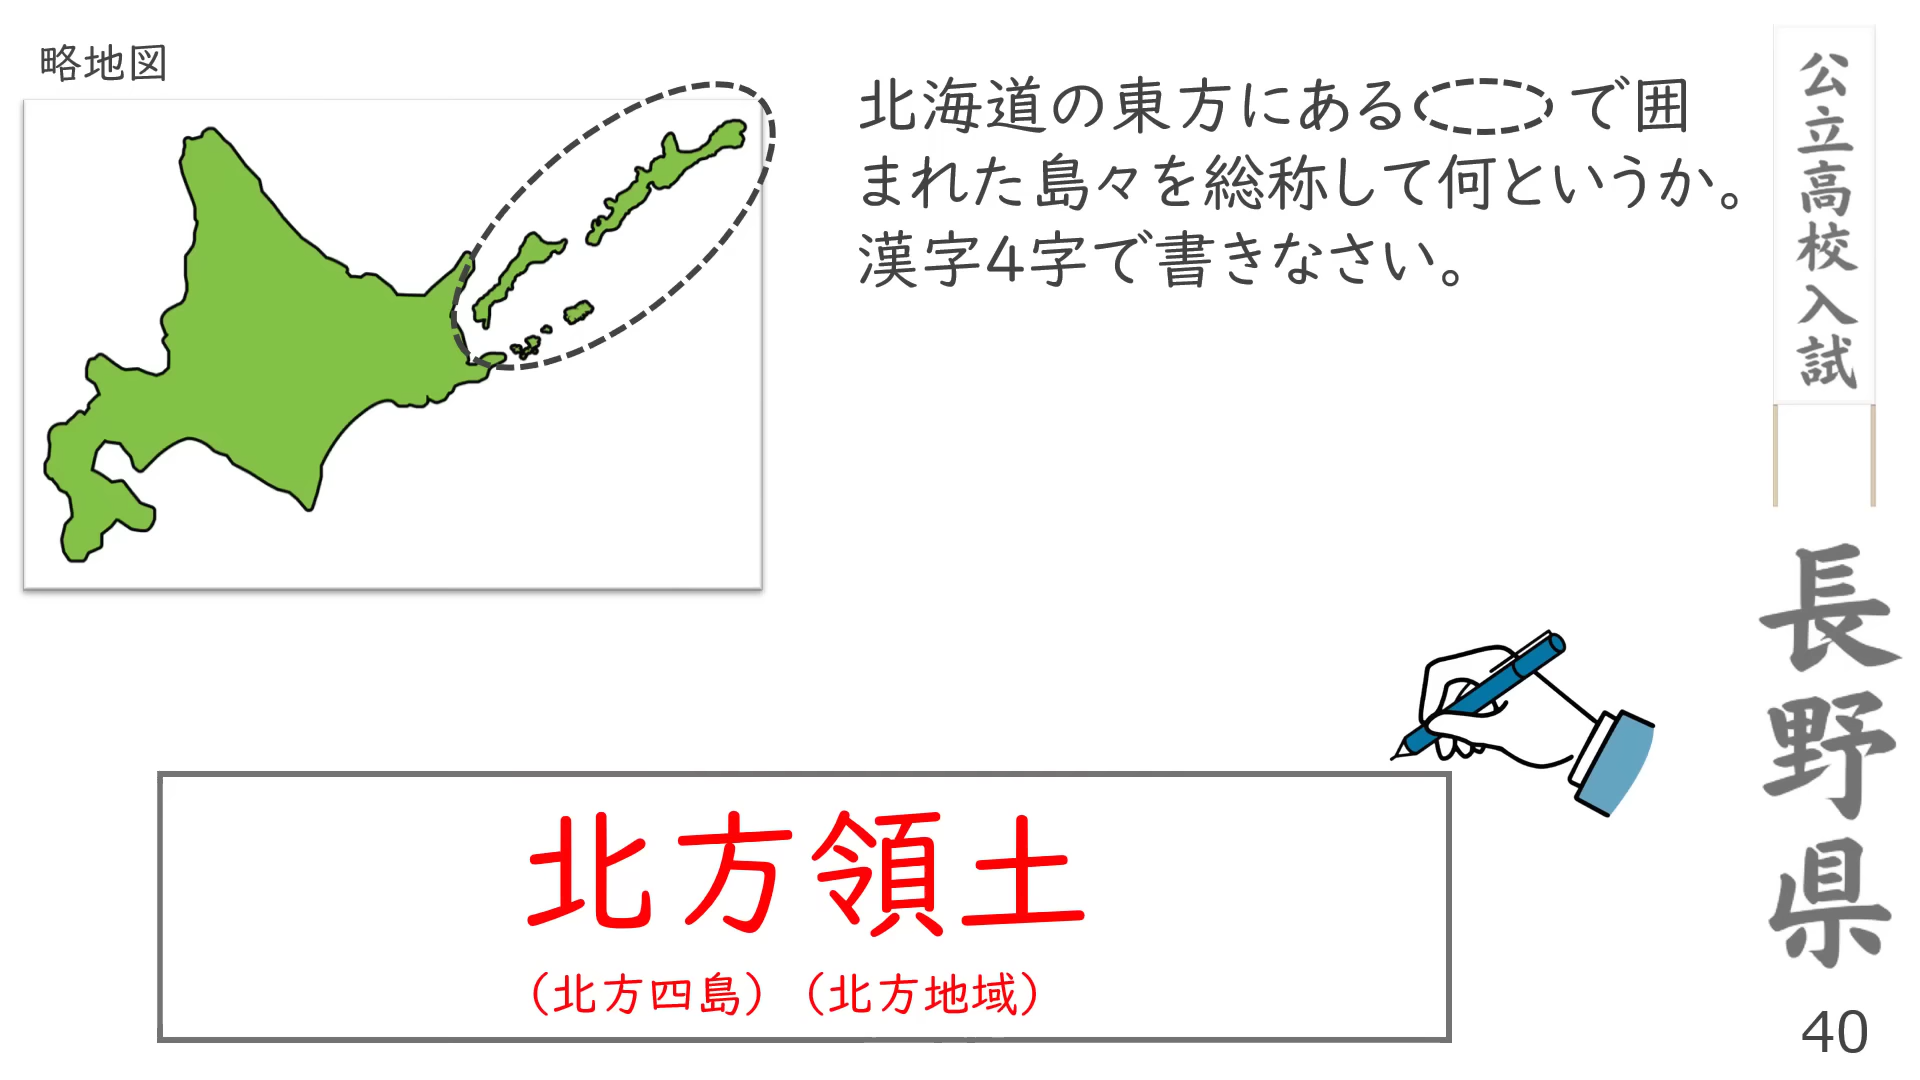 略地図
北海道の東方にある で囲
まれた島々を総称して何というか。
漢字4字で書きなさい。
北方領土
（北方四島）（北方地域）
公立高校入試
長野県
40